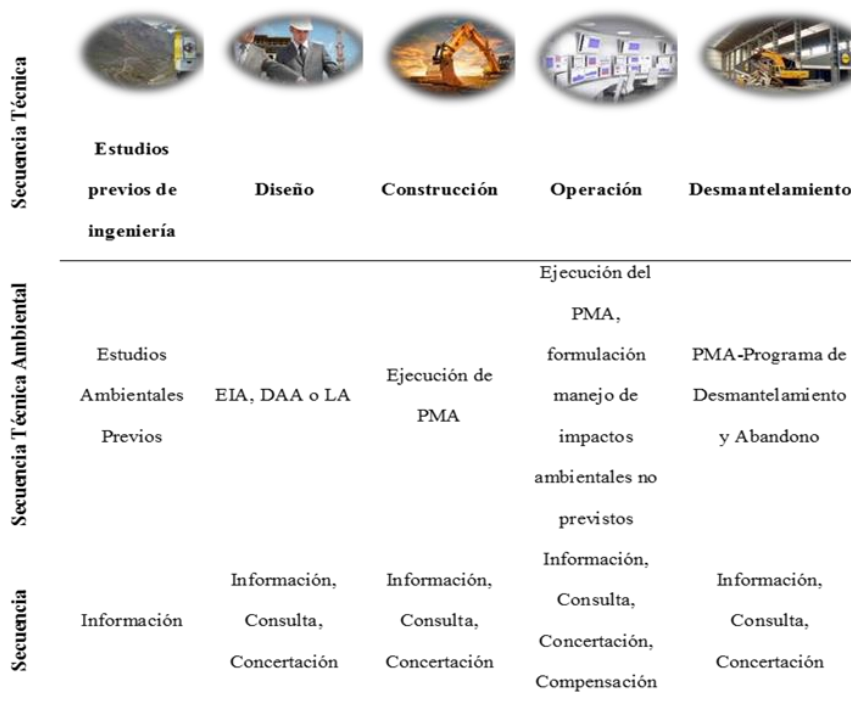 Secuencia Técnica
Estudios
previos de
ingeniería
Diseño
Construcción
Operación
Desmantelamiento
Secuencia Técnica Ambiental
Estudios
Ambientales
Previos
EIA, DAA o LA
Ejecución de
PMA
Ejecución del
PMA,
formulación
manejo de
impactos
ambientales no
previstos
PMA-Programa de
Desmantelamiento
y Abandono
Secuencia
Información
Información,
Consulta,
Concertación
Información,
Consulta,
Concertación
Información,
Consulta,
Concertación,
Compensación
Información,
Consulta,
Concertación